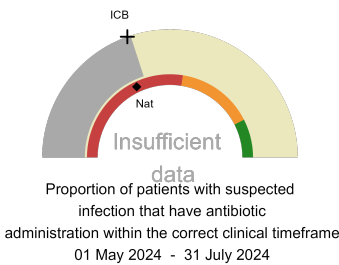 ICB
Nat
Insufficient
data
Proportion of patients with suspected
infection that have antibiotic
administration within the correct clinical timeframe
01 May 2024 - 31 July 2024